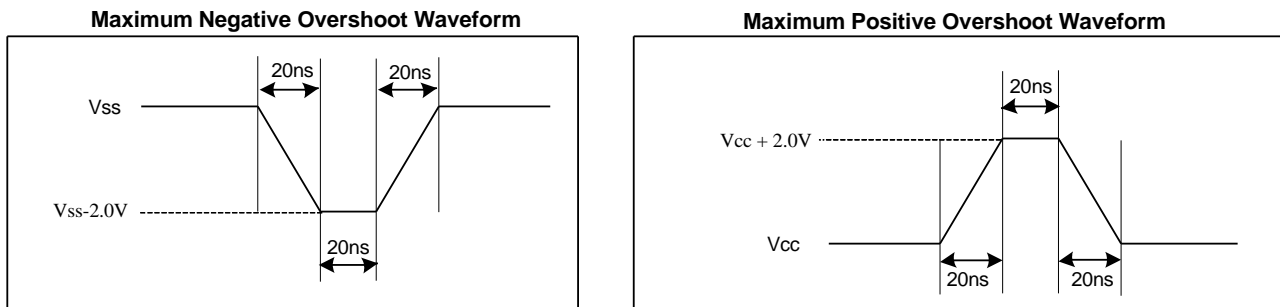 Maximum Negative Overshoot Waveform
20ns 20ns
Vss
Vss-2.0V
20ns
Maximum Positive Overshoot Waveform
20ns
Vcc + 2.0V
Vcc
20ns 20ns